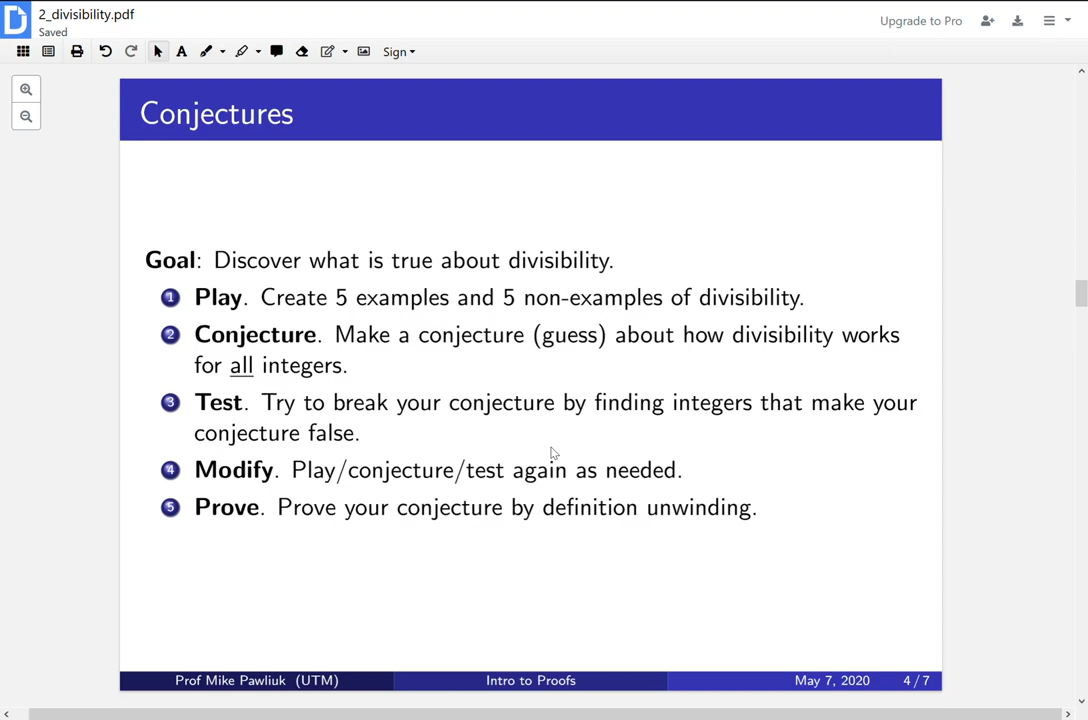 2_divisibility.pdf
Saved
Upgrade to Pro
Sign
Conjectures
Goal: Discover what is true about divisibility.
1 Play. Create 5 examples and 5 non-examples of divisibility.
2 Conjecture. Make a conjecture (guess) about how divisibility works
for all integers.
3 Test. Try to break your conjecture by finding integers that make your
conjecture false.
4 Modify. Play/conjecture/test again as needed.
5 Prove. Prove your conjecture by definition unwinding.
Prof Mike Pawliuk (UTM) Intro to Proofs May 7, 2020 4 / 7